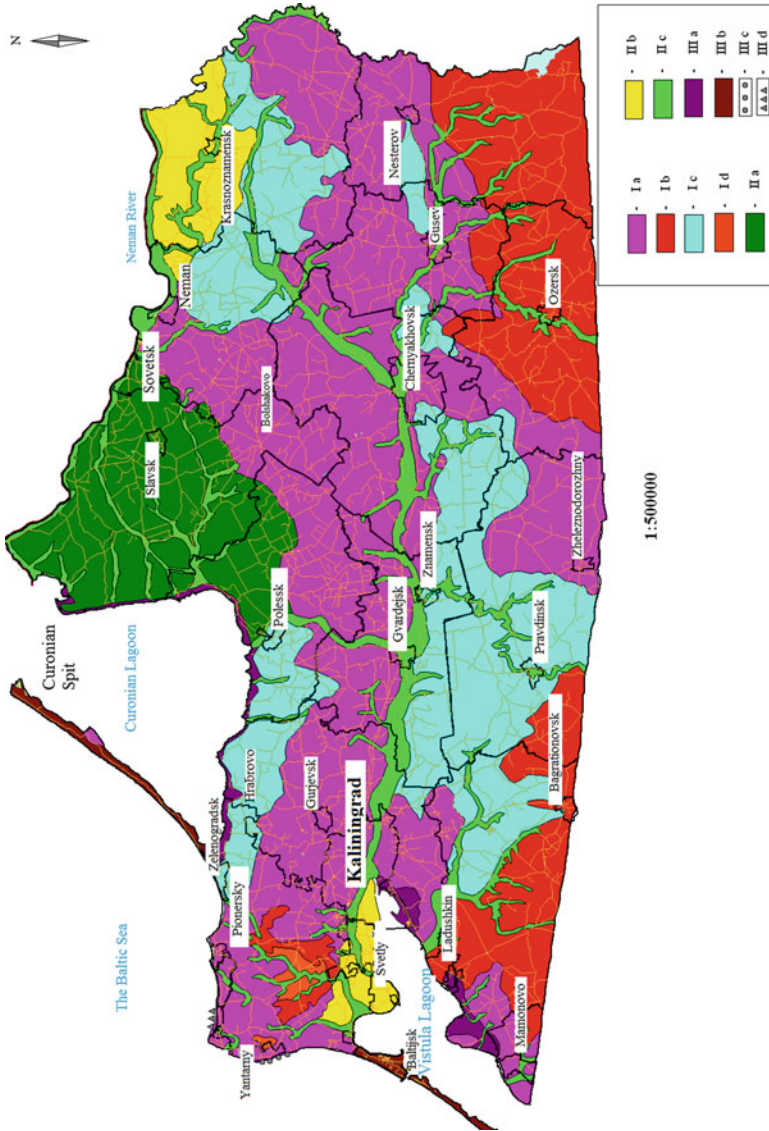 N
The Baltic Sea
Curonian
Spit
Curonian Lagoon
Neman River
Zelenogradsk
Pionersky
Yantarny
Hrabrovo
Polessk
Slavsk
Sovetsk
Neman
Krasnoznamensk
Gurjevsk
Bolshakovo
Kaliningrad
Svetly
Baltijsk
Vistula Lagoon
Ladushkin
Mamonovo
Gvardejsk
Znamensk
Chernyakhovsk
Gusev
Nesterov
Bagrationovsk
Pravdinsk
Zheleznodorozhny
Ozersk
1:500000
- I a
- I b
- I c
- I d
- II a
- II b
- II c
- III a
- III b
- III c
- III d